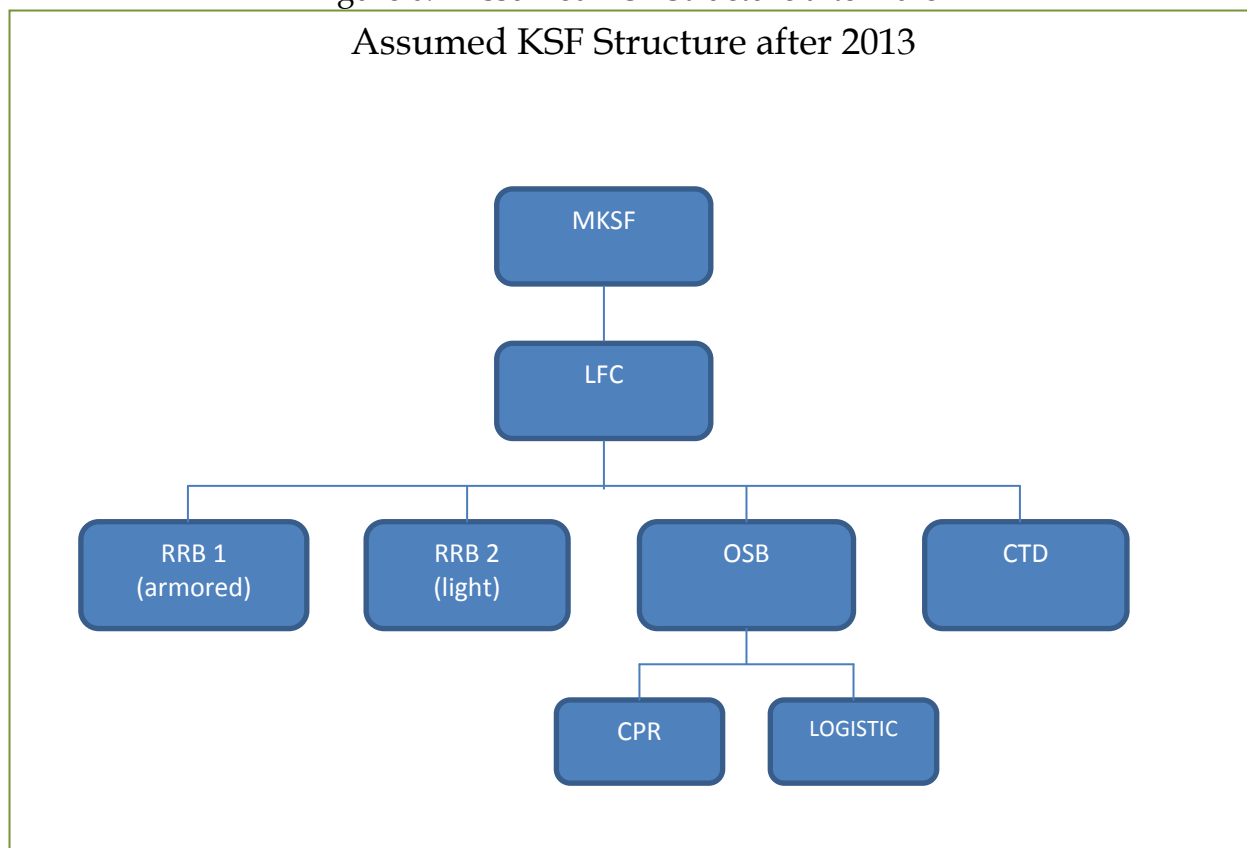 Assumed KSF Structure after 2013
MKSF
LFC
RRB 1
(armored)
RRB 2
(light)
OSB
CTD
CPR
LOGISTIC